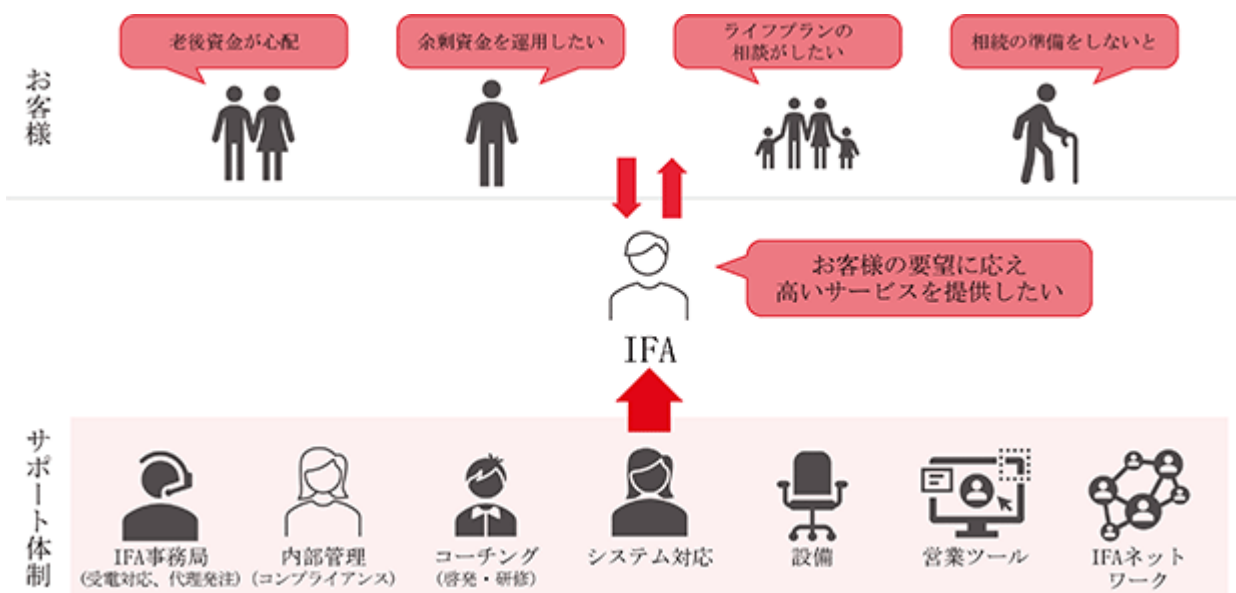 老後資金が心配
余剰資金を運用したい
ライフプランの
相談がしたい
相続の準備をしないと
お客様
お客様の要望に応え
高いサービスを提供したい
IFA
サポート体制
IFA事務局
(受電対応、代理発注)
内部管理
(コンプライアンス)
コーチング
(啓発・研修)
システム対応
設備
営業ツール
IFAネット
ワーク